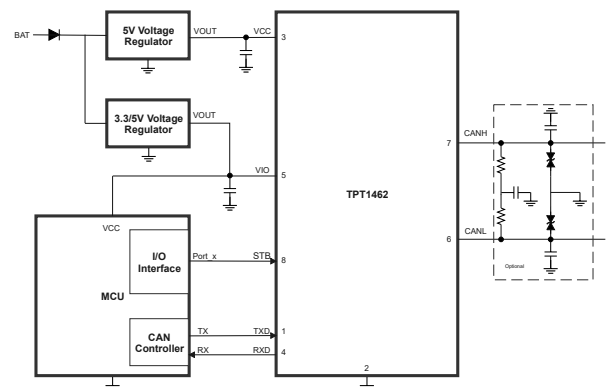 BAT
5V Voltage
Regulator
VOUT
VCC
3
3.3/5V Voltage
Regulator
VOUT
VIO
5
TPT1462
7
CANH
6
CANL
Optional
VCC
MCU
I/O
Interface
Port_x
STB
8
CAN
Controller
TX
TXD
1
RX
RXD
4
2